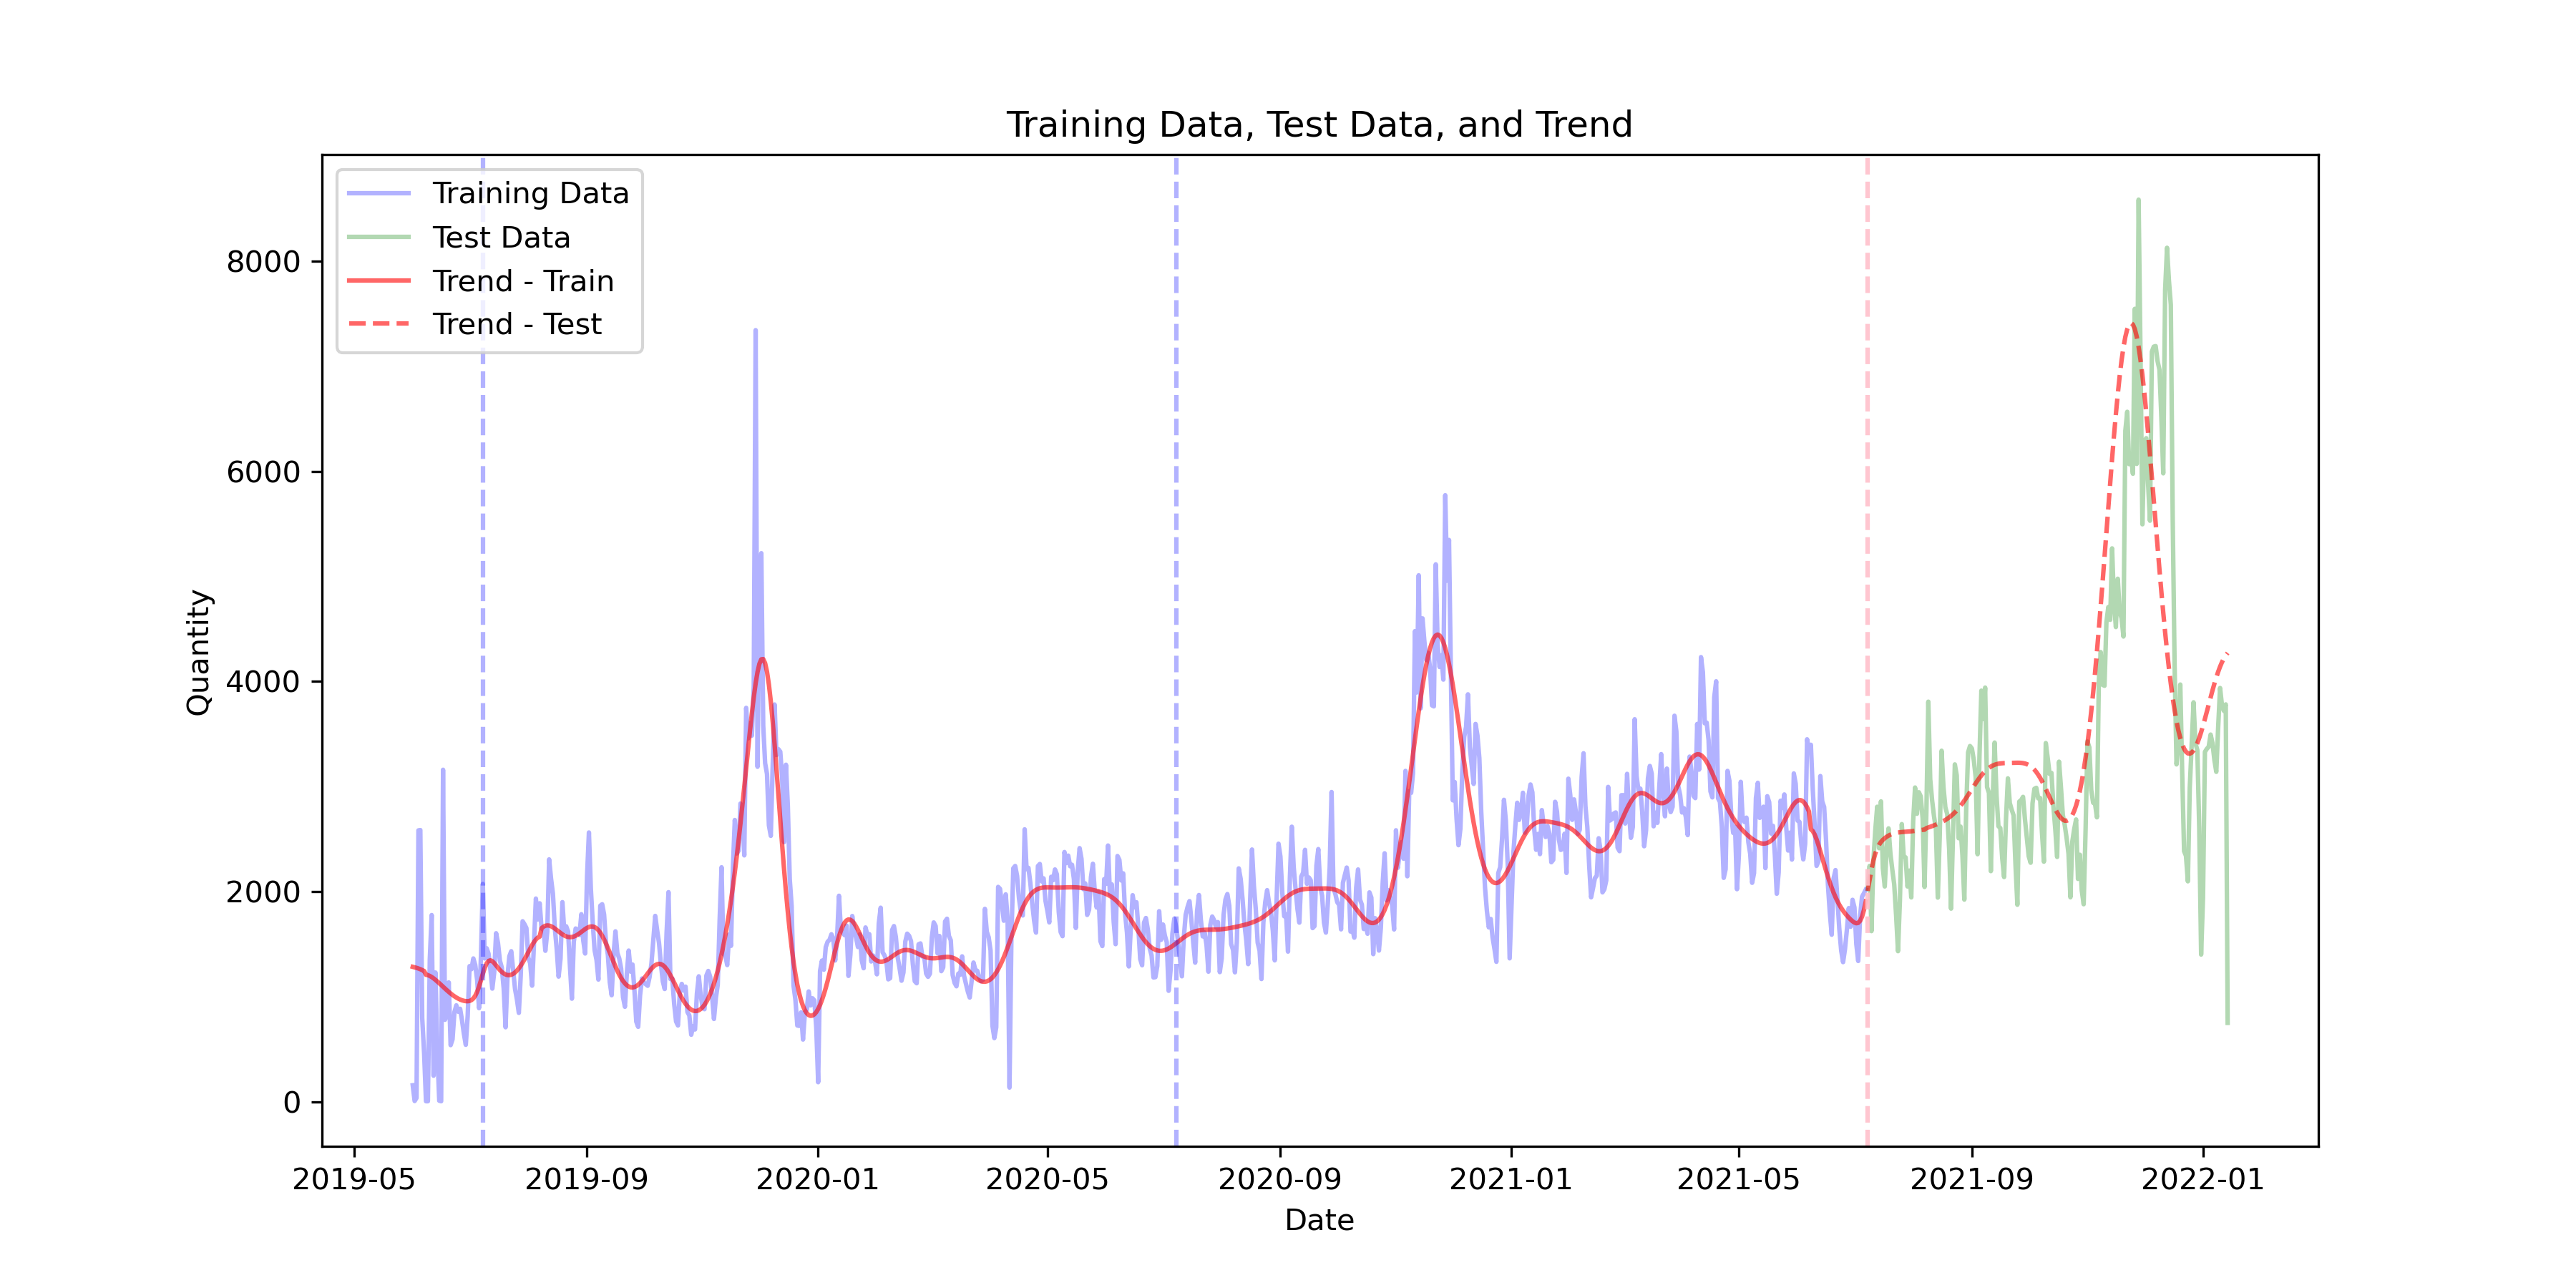 Training Data, Test Data, and Trend
Training Data
Test Data
Trend - Train
Trend - Test
8000
6000
4000
2000
0
Quantity
2019-05 2019-09 2020-01 2020-05 2020-09 2021-01 2021-05 2021-09 2022-01
Date